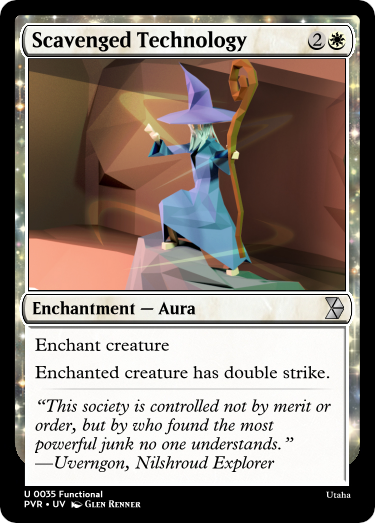 Scavenged Technology 2
Enchantment — Aura
Enchant creature
Enchanted creature has double strike.
“This society is controlled not by merit or
order, but by who found the most
powerful junk no one understands.”
—Uverngon, Nilshroud Explorer
U 0035 Functional
PVR • UV Glen Renner
Utaha